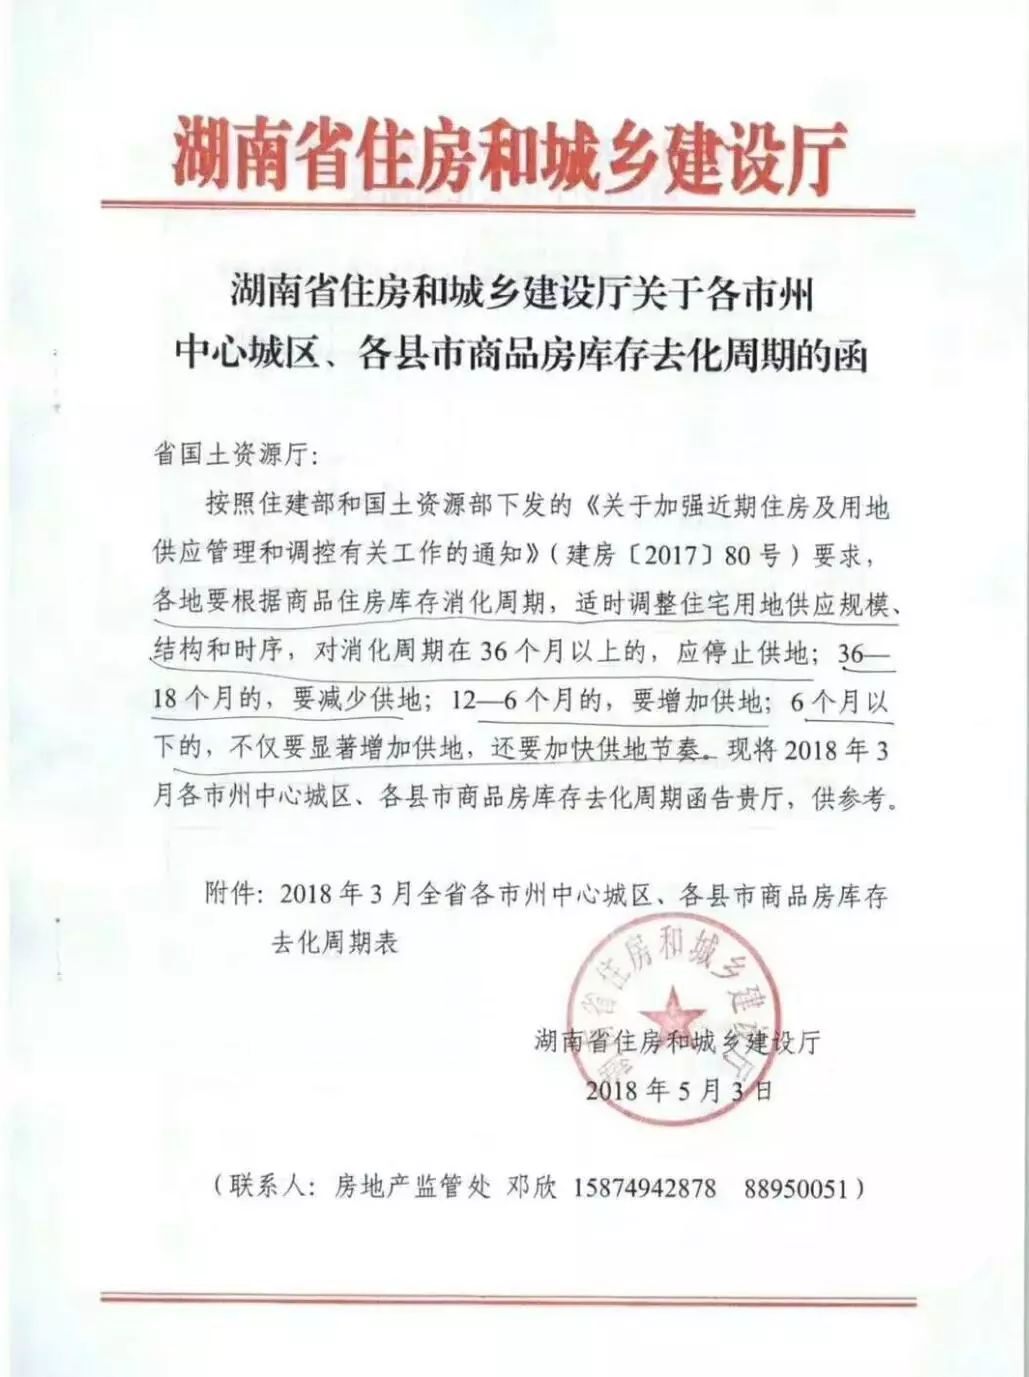 湖南省住房和城乡建设厅
湖南省住房和城乡建设厅关于各市州
中心城区、各县市商品房库存去化周期的函
省国土资源厅：
按照住建部和国土资源部下发的《关于加强近期住房及用地
供应管理和调控有关工作的通知》（建房〔2017〕80号）要求，
各地要根据商品住房库存消化周期，适时调整住宅用地供应规模、
结构和时序，对消化周期在36个月以上的，应停止供地；36—
18个月的，要减少供地；12—6个月的，要增加供地；6个月以
下的，不仅要显著增加供地，还要加快供地节奏。现将2018年3
月各市州中心城区、各县市商品房库存去化周期函告贵厅，供参考。
附件：2018年3月全省各市州中心城区、各县市商品房库存
去化周期表
湖南省住房和城乡建设厅
湖南省住房和城乡建设厅
2018年5月3日
（联系人：房地产监管处 邓欣 15874942878 88950051）